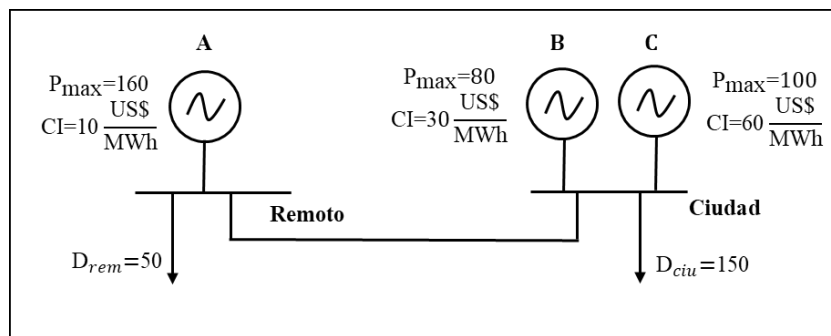 A
P_max=160
CI=10 US$/MWh
B
P_max=80
CI=30 US$/MWh
C
P_max=100
CI=60 US$/MWh
Remoto
Ciudad
D_rem=50
D_ciu=150